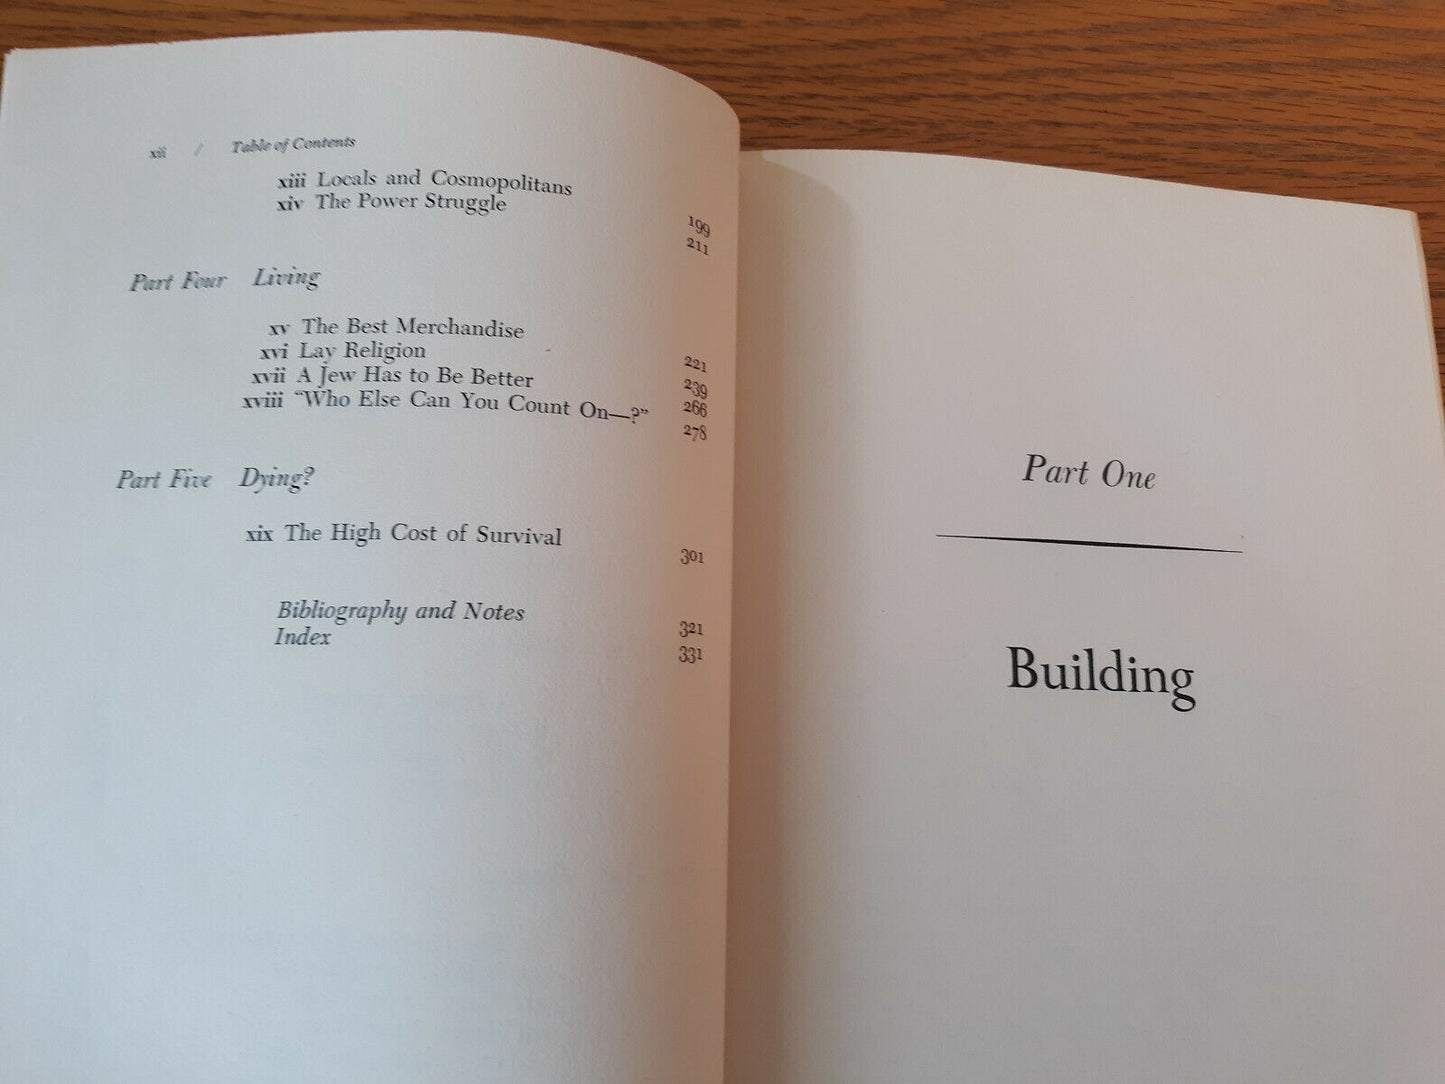 xii / Table of Contents
xiii Locals and Cosmopolitans 199
xiv The Power Struggle 211
Part Four Living
xv The Best Merchandise 221
xvi Lay Religion 239
xvii A Jew Has to Be Better 266
xviii "Who Else Can You Count On—?" 278
Part Five Dying?
xix The High Cost of Survival 301
Bibliography and Notes 321
Index 331
Part One
Building